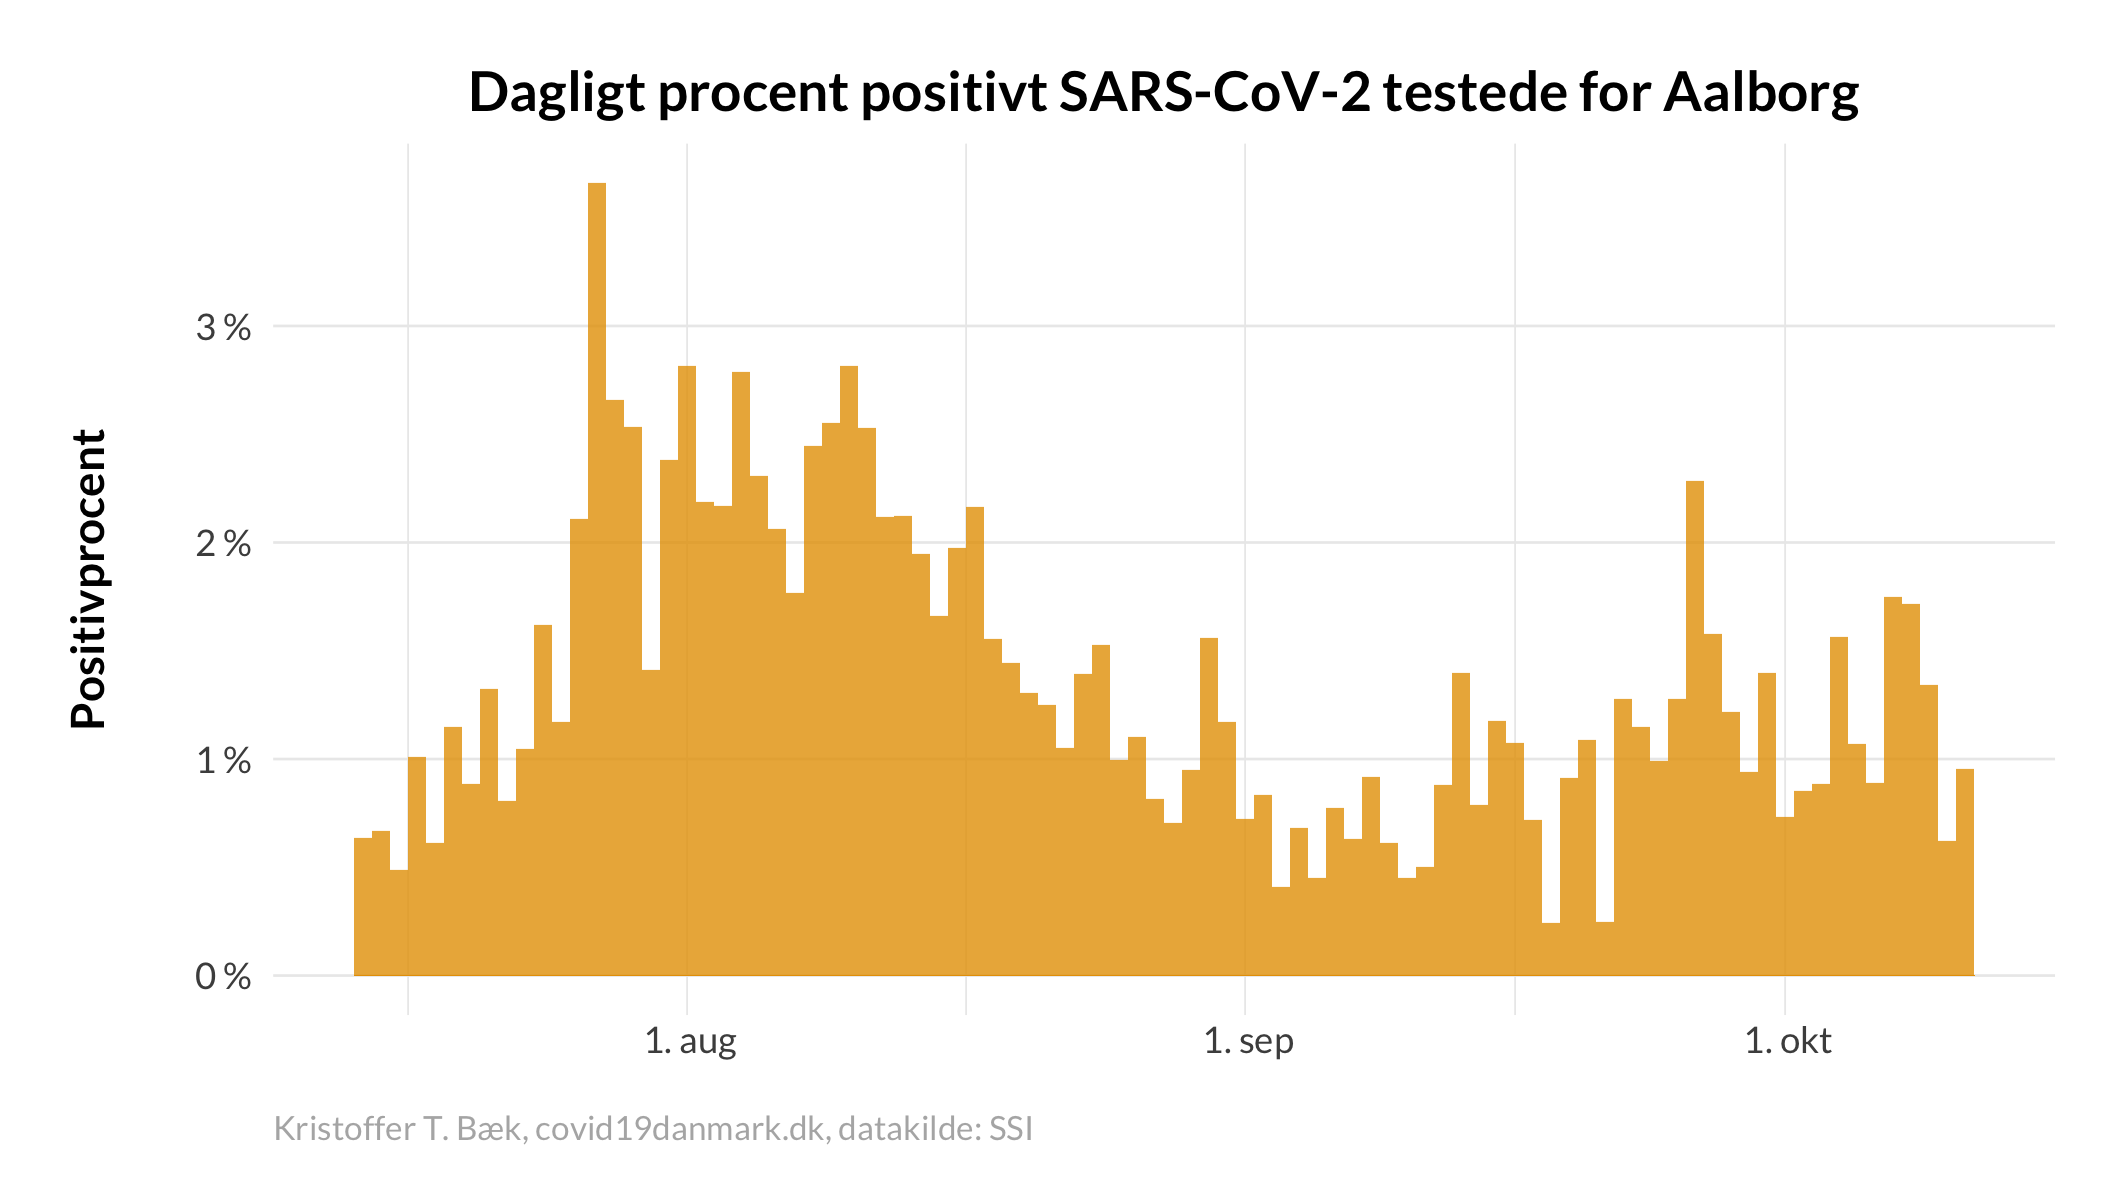 Dagligt procent positivt SARS-CoV-2 testede for Aalborg
Positivprocent
3 %
2 %
1 %
0 %
1. aug
1. sep
1. okt
Kristoffer T. Bæk, covid19danmark.dk, datakilde: SSI